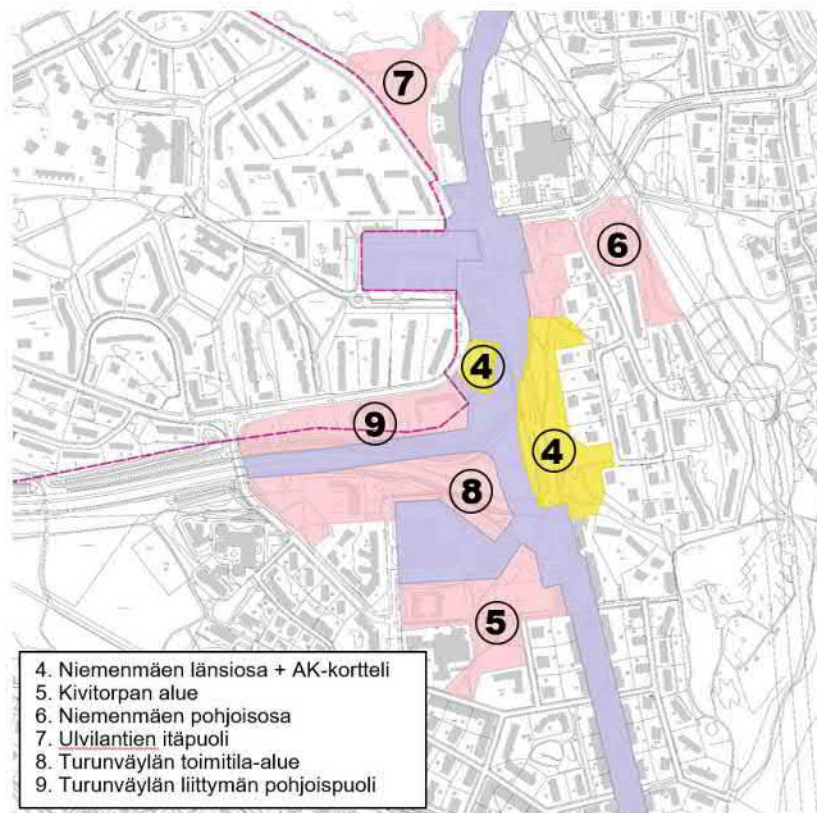 7
6
4
9
4
8
5
4. Niemenmäen länsiosa + AK-kortteli
5. Kivitorpan alue
6. Niemenmäen pohjoisosa
7. Ulvilantien itäpuoli
8. Turunväylän toimitila-alue
9. Turunväylän liittymän pohjoispuoli